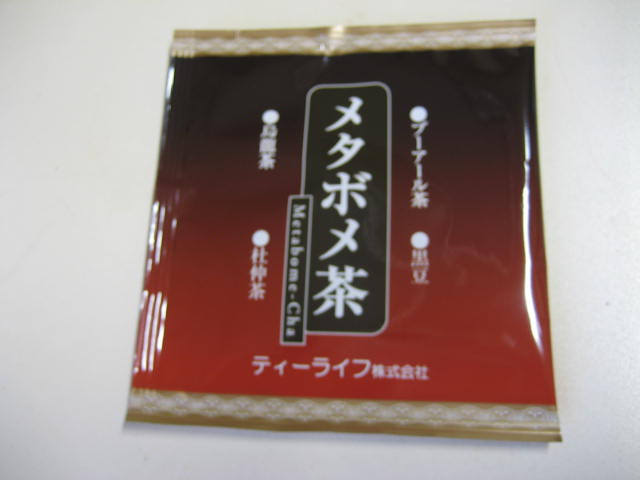 ●プーアール茶
●黒豆
メタボメ茶
Metabome-Cha
●烏龍茶
●杜仲茶
ティーライフ株式会社